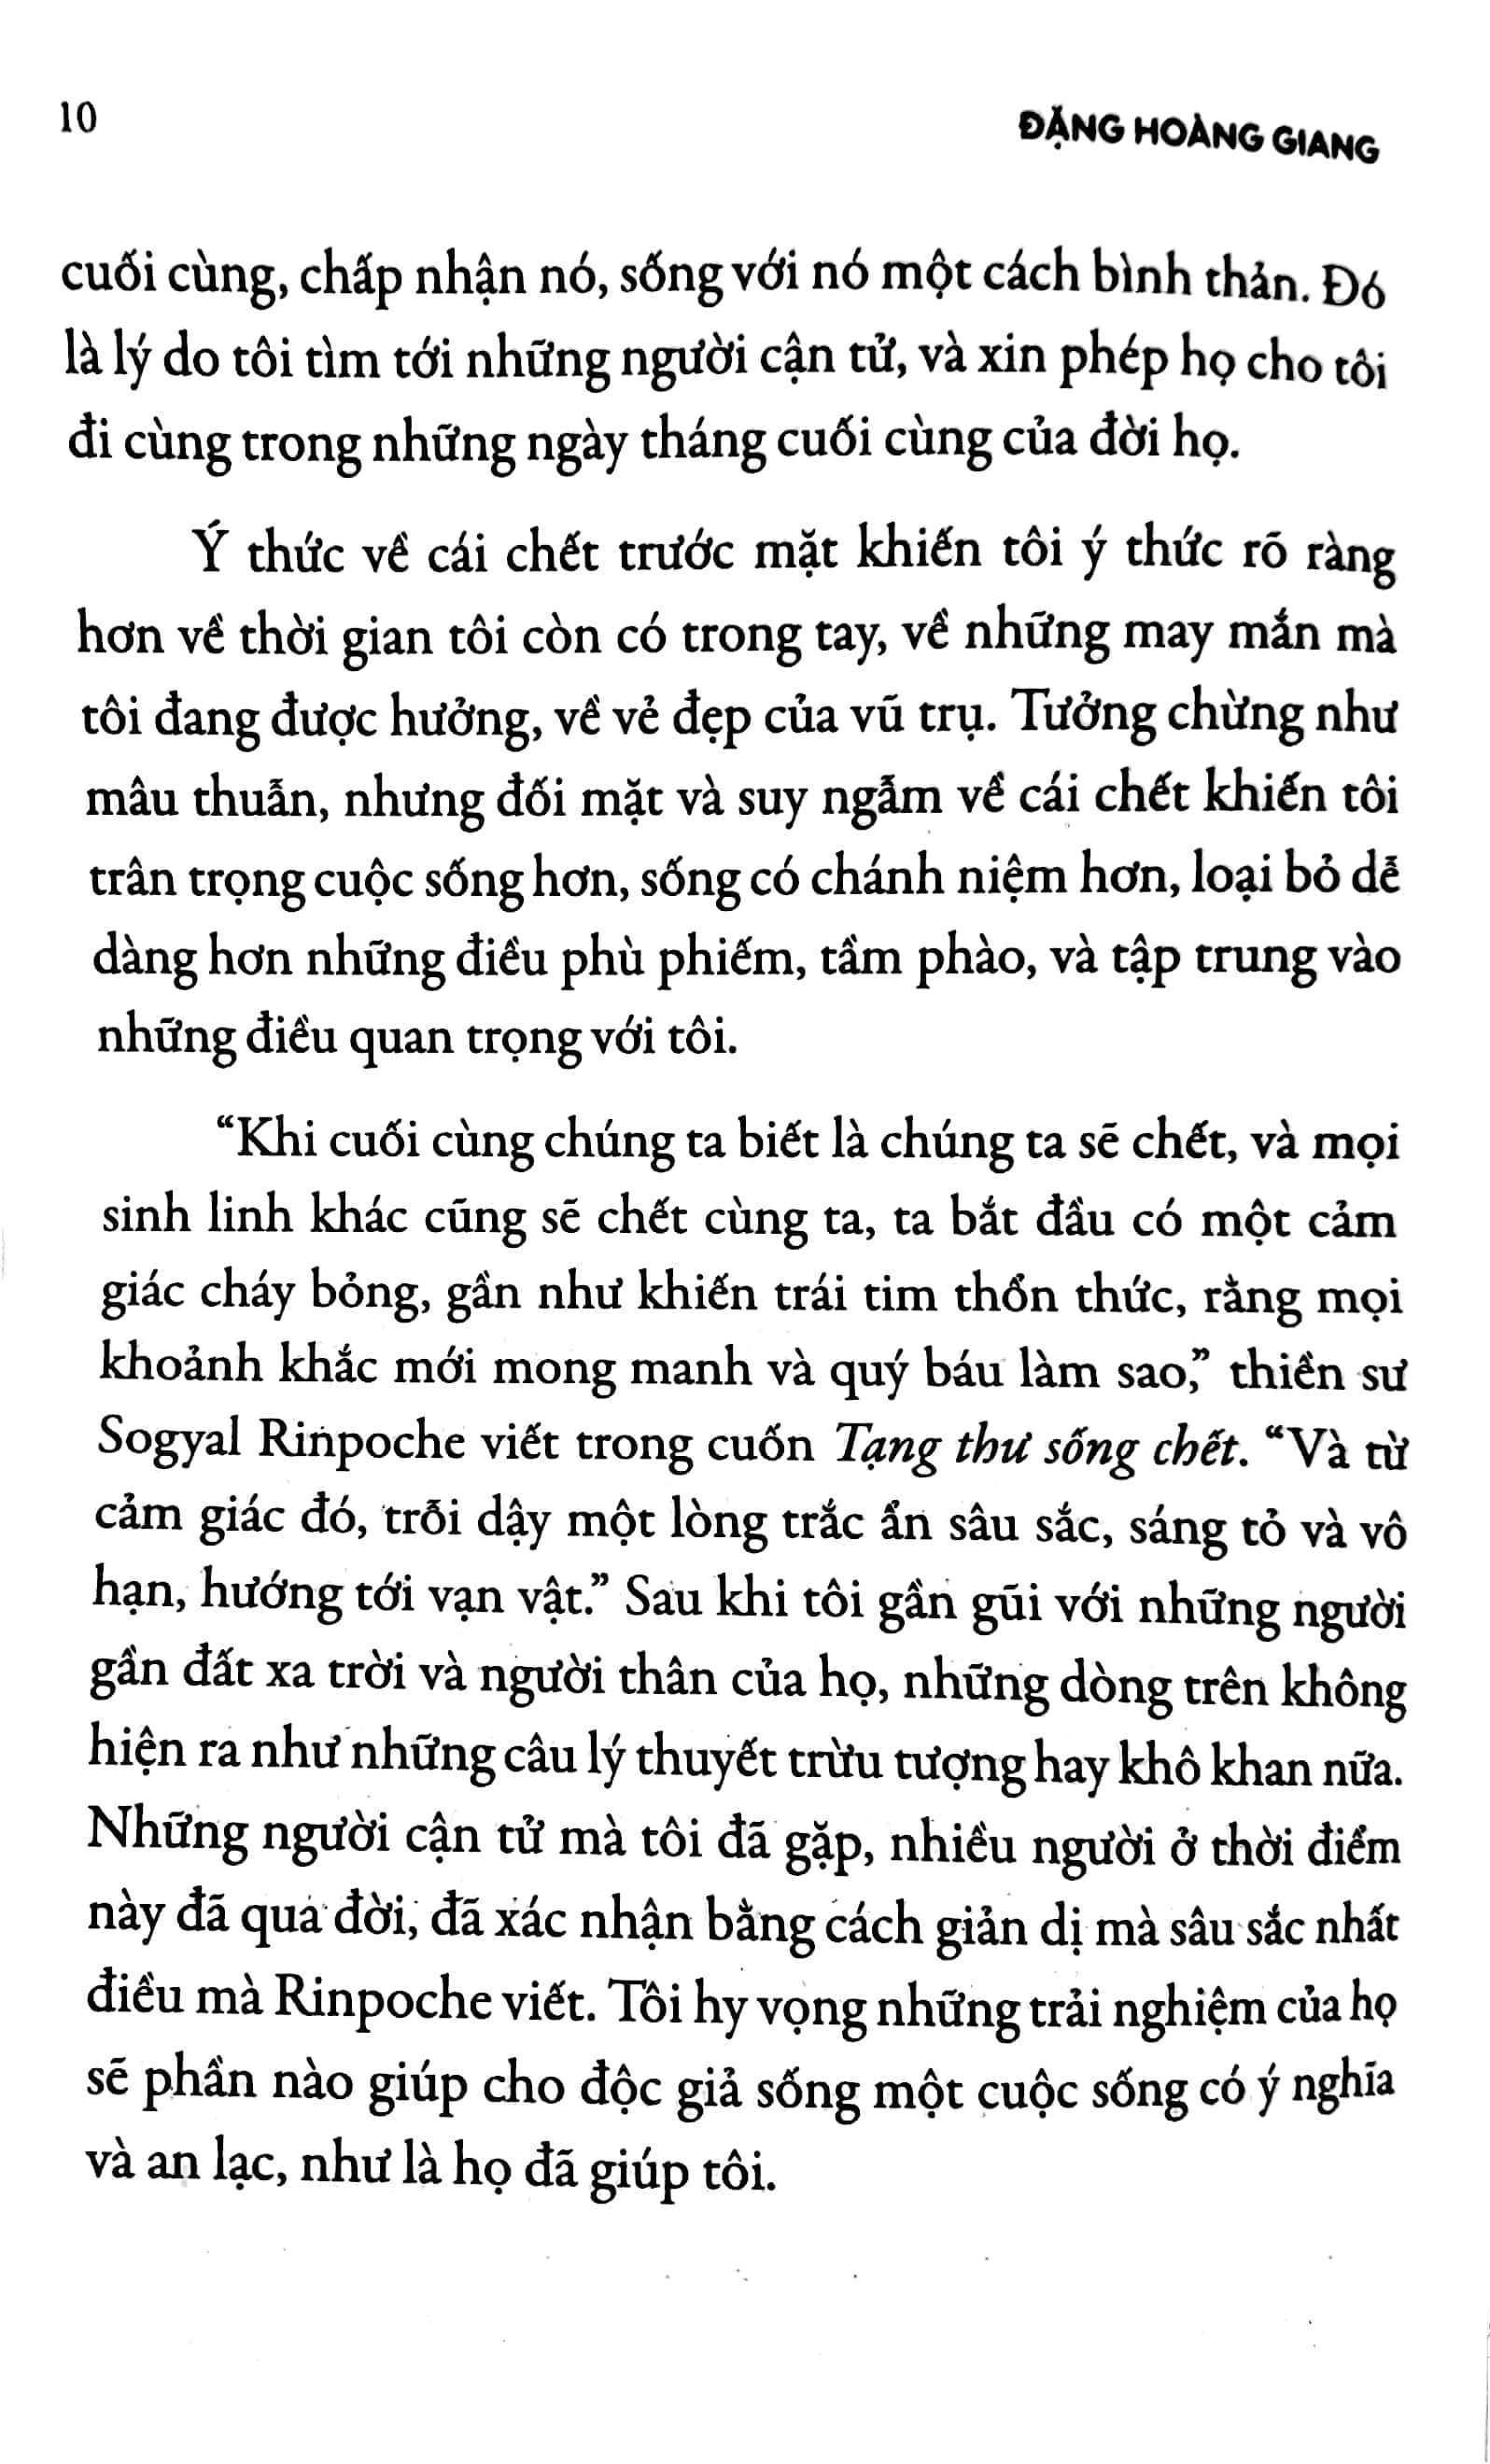 10
ĐẶNG HOÀNG GIANG
cuối cùng, chấp nhận nó, sống với nó một cách bình thản. Đó
là lý do tôi tìm tới những người cận tử, và xin phép họ cho tôi
đi cùng trong những ngày tháng cuối cùng của đời họ.
Ý thức về cái chết trước mặt khiến tôi ý thức rõ ràng
hơn về thời gian tôi còn có trong tay, về những may mắn mà
tôi đang được hưởng, về vẻ đẹp của vũ trụ. Tưởng chừng như
mâu thuẫn, nhưng đối mặt và suy ngẫm về cái chết khiến tôi
trân trọng cuộc sống hơn, sống có chánh niệm hơn, loại bỏ dễ
dàng hơn những điều phù phiếm, tầm phào, và tập trung vào
những điều quan trọng với tôi.
“Khi cuối cùng chúng ta biết là chúng ta sẽ chết, và mọi
sinh linh khác cũng sẽ chết cùng ta, ta bắt đầu có một cảm
giác cháy bỏng, gần như khiến trái tim thổn thức, rằng mọi
khoảnh khắc mới mong manh và quý báu làm sao,” thiền sư
Sogyal Rinpoche viết trong cuốn Tạng thư sống chết. “Và từ
cảm giác đó, trỗi dậy một lòng trắc ẩn sâu sắc, sáng tỏ và vô
hạn, hướng tới vạn vật.” Sau khi tôi gần gũi với những người
gần đất xa trời và người thân của họ, những dòng trên không
hiện ra như những câu lý thuyết trừu tượng hay khô khan nữa.
Những người cận tử mà tôi đã gặp, nhiều người ở thời điểm
này đã qua đời, đã xác nhận bằng cách giản dị mà sâu sắc nhất
điều mà Rinpoche viết. Tôi hy vọng những trải nghiệm của họ
sẽ phần nào giúp cho độc giả sống một cuộc sống có ý nghĩa
và an lạc, như là họ đã giúp tôi.